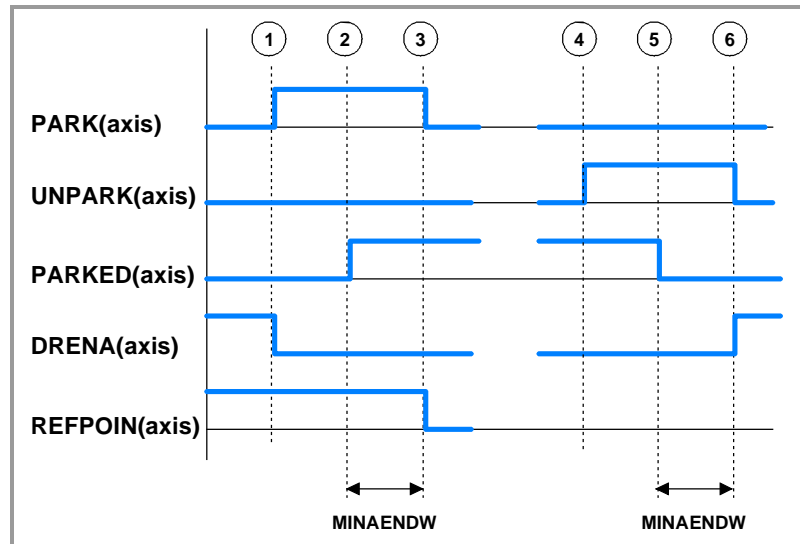 1 2 3 4 5 6
PARK(axis)
UNPARK(axis)
PARKED(axis)
DRENA(axis)
REFPOIN(axis)
MINAENDW MINAENDW